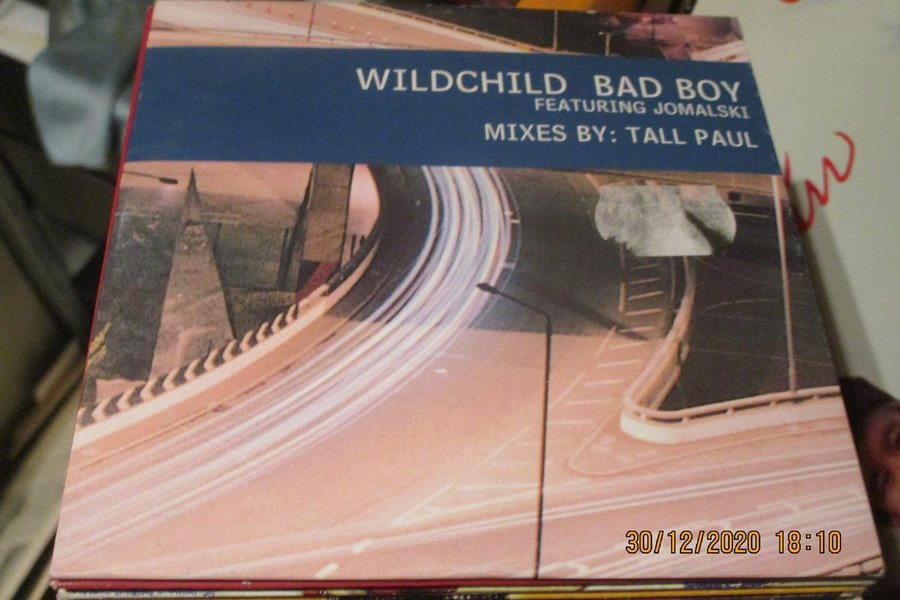 WILDCHILD BAD BOY
FEATURING JOMALSKI
MIXES BY: TALL PAUL
30/12/2020 18:10